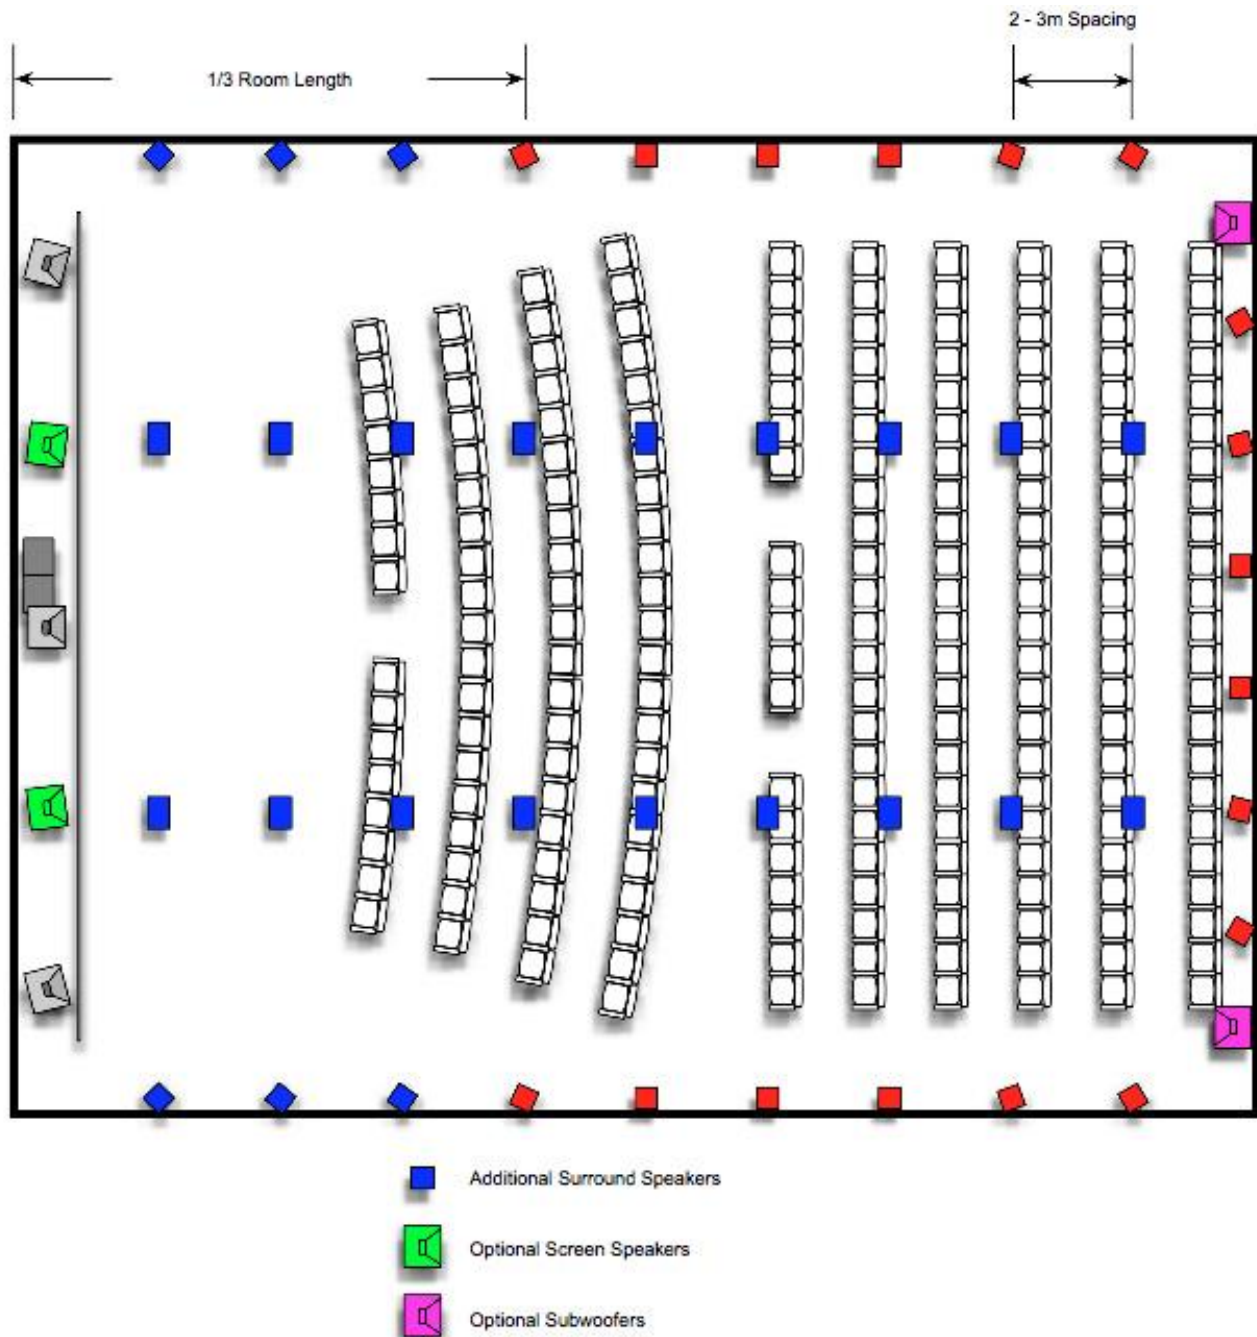 2 - 3m Spacing
1/3 Room Length
Additional Surround Speakers
Optional Screen Speakers
Optional Subwoofers